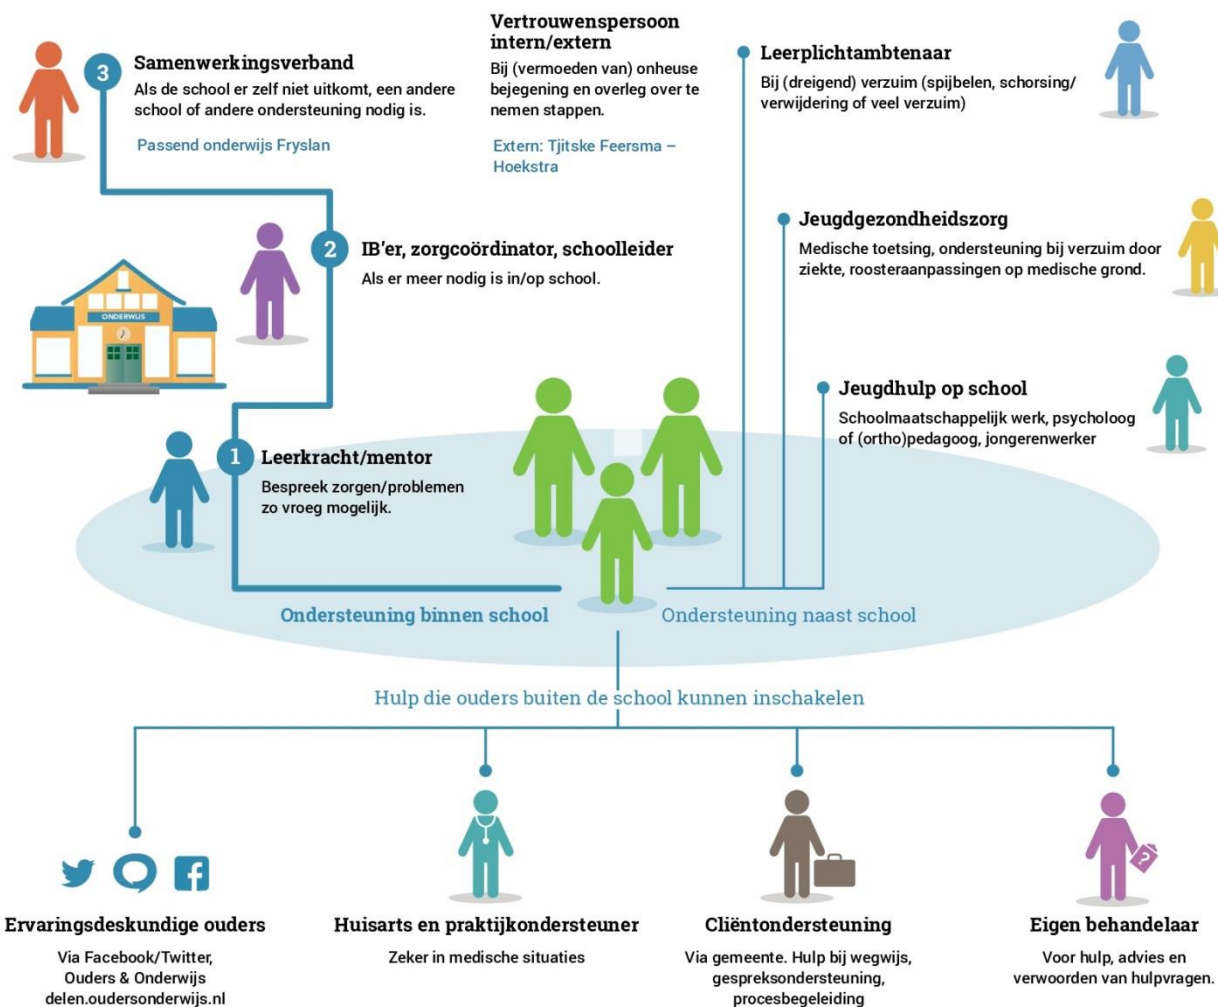 3
Samenwerkingsverband
Als de school er zelf niet uitkomt, een andere
school of andere ondersteuning nodig is.
Passend onderwijs Fryslan
Vertrouwenspersoon
intern/extern
Bij (vermoeden van) onheuse
bejegening en overleg over te
nemen stappen.
Extern: Tjitske Feersma –
Hoekstra
Leerplichtambtenaar
Bij (dreigend) verzuim (spijbelen, schorsing/
verwijdering of veel verzuim)
2
IB'er, zorgcoördinator, schoolleider
Als er meer nodig is in/op school.
Jeugdgezondheidszorg
Medische toetsing, ondersteuning bij verzuim door
ziekte, roosteraanpassingen op medische grond.
ONDERWIJS
Jeugdhulp op school
Schoolmaatschappelijk werk, psycholoog
of (ortho)pedagoog, jongerenwerker
1
Leerkracht/mentor
Bespreek zorgen/problemen
zo vroeg mogelijk.
Ondersteuning binnen school
Ondersteuning naast school
Hulp die ouders buiten de school kunnen inschakelen
?
Ervaringsdeskundige ouders
Via Facebook/Twitter,
Ouders & Onderwijs
delen.oudersonderwijs.nl
Huisarts en praktijkondersteuner
Zeker in medische situaties
Cliëntondersteuning
Via gemeente. Hulp bij wegwijs,
gespreksondersteuning,
procesbegeleiding
Eigen behandelaar
Voor hulp, advies en
verwoorden van hulpvragen.